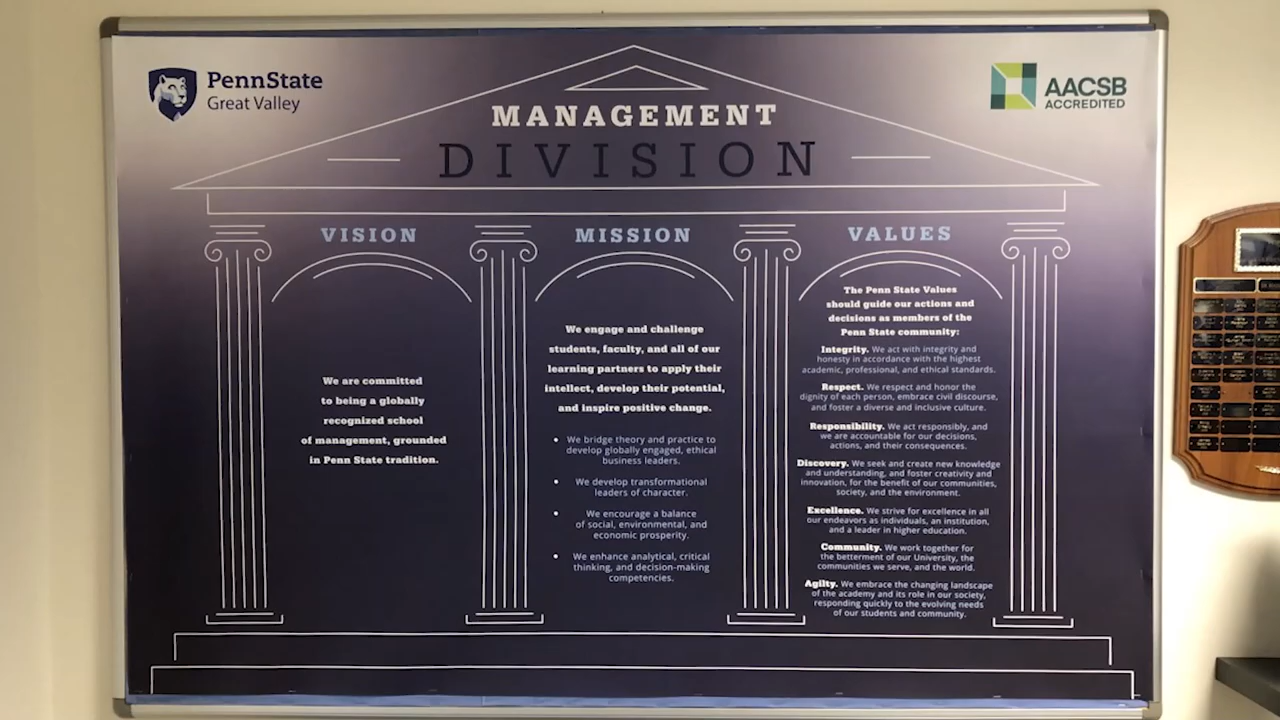 PennState
Great Valley
AACSB
ACCREDITED
MANAGEMENT
DIVISION
VISION
We are committed
to being a globally
recognized school
of management, grounded
in Penn State tradition.
MISSION
We engage and challenge
students, faculty, and all of our
learning partners to apply their
intellect, develop their potential,
and inspire positive change.
• We bridge theory and practice to
develop globally engaged, ethical
business leaders.
• We develop transformational
leaders of character.
• We encourage a balance
of social, environmental, and
economic prosperity.
• We enhance analytical, critical
thinking, and decision-making
competencies.
VALUES
The Penn State Values
should guide our actions and
decisions as members of the
Penn State community:
Integrity. We act with integrity and
honesty in accordance with the highest
academic, professional, and ethical standards.
Respect. We respect and honor the
dignity of each person, embrace civil discourse,
and foster a diverse and inclusive culture.
Responsibility. We act responsibly, and
we are accountable for our decisions,
actions, and their consequences.
Discovery. We seek and create new knowledge
and understanding, and foster creativity and
innovation, for the benefit of our communities,
society, and the environment.
Excellence. We strive for excellence in all
our endeavors as individuals, an institution,
and a leader in higher education.
Community. We work together for
the betterment of our University, the
communities we serve, and the world.
Agilty. We embrace the changing landscape
of the academy and its role in our society,
responding quickly to the evolving needs
of our students and community.